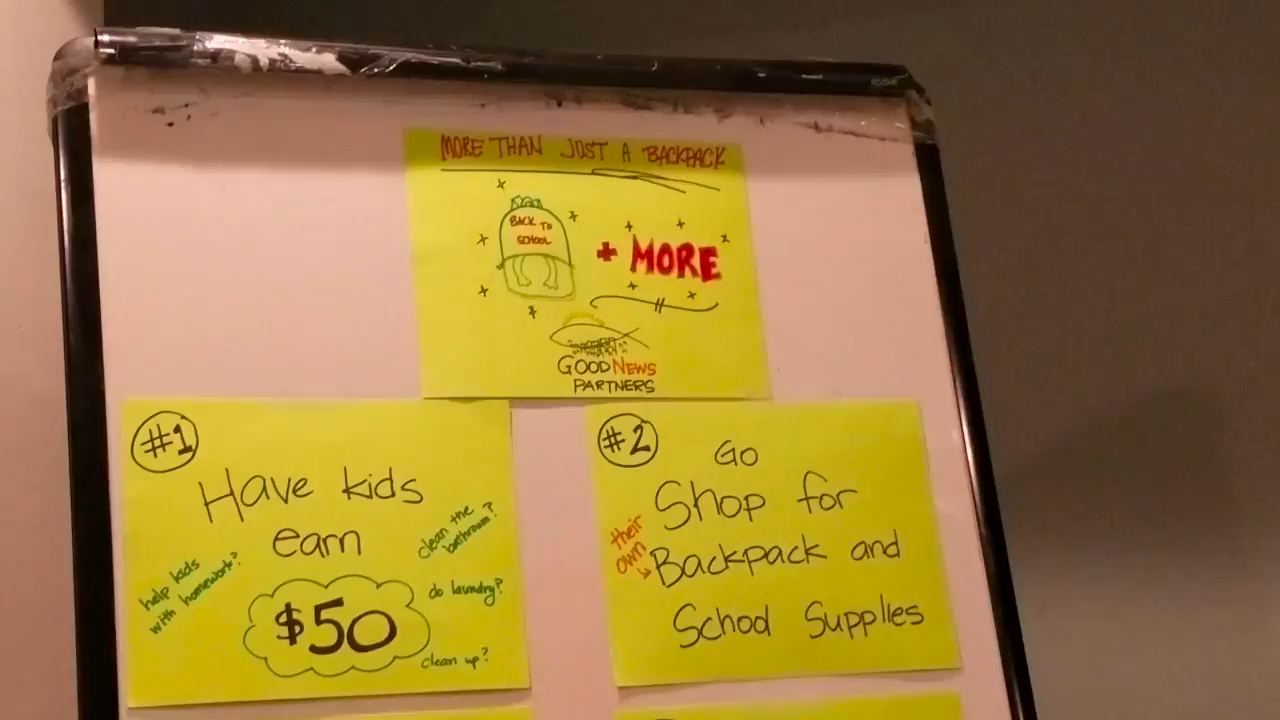 MORE THAN JUST A BACKPACK
BACK TO
SCHOOL
+ MORE
GOOD NEWS
PARTNERS
#1
Have kids
earn
$50
help kids
with homework?
clean the
bathroom?
do laundry?
clean up?
#2
GO
Shop for
their
own
Backpack and
School Supplies